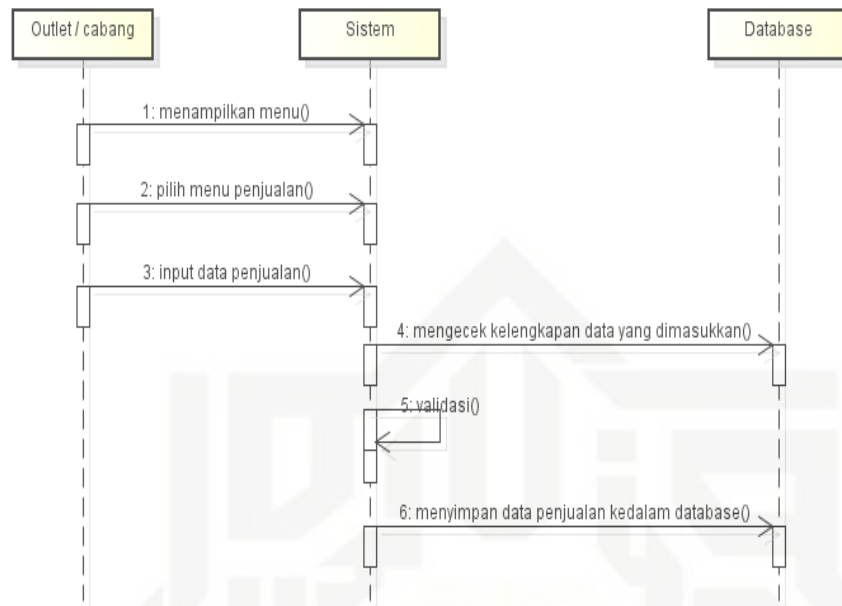 Outlet / cabang
Sistem
Database
1: menampilkan menu()
2: pilih menu penjualan()
3: input data penjualan()
4: mengecek kelengkapan data yang dimasukkan()
5: validasi()
6: menyimpan data penjualan kedalam database()